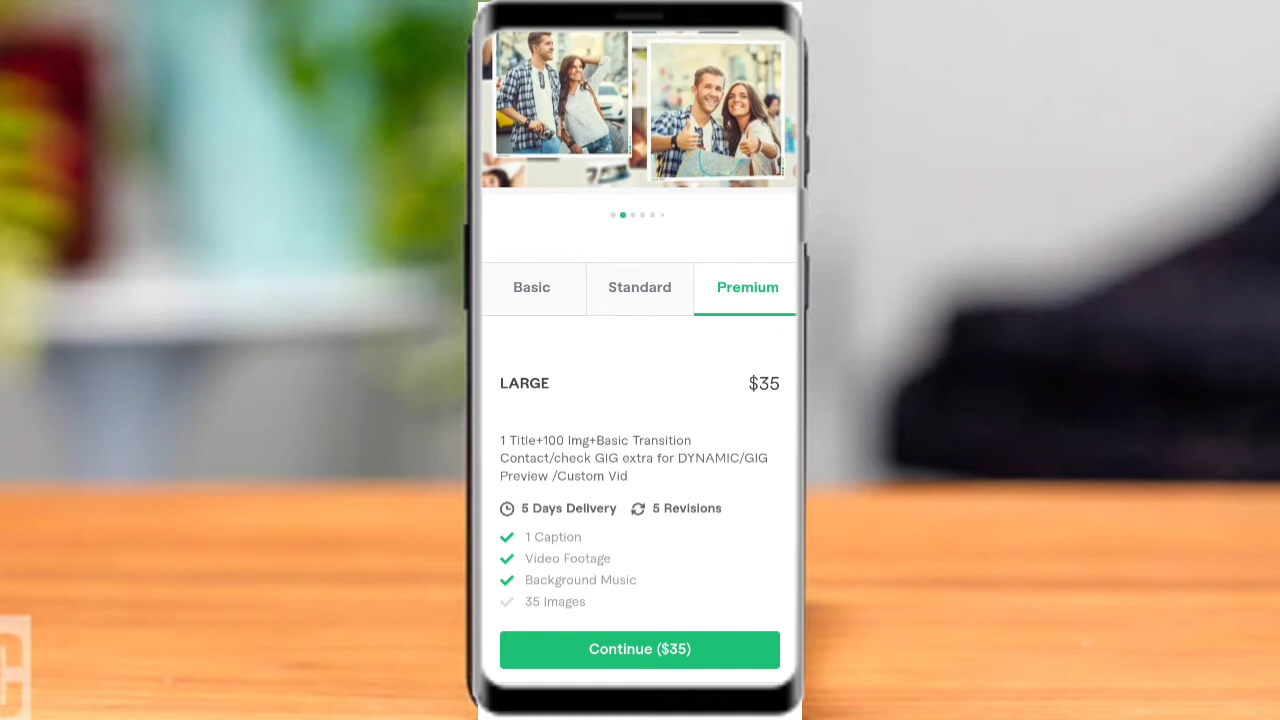 Basic
Standard
Premium
LARGE
$35
1 Title+100 Img+Basic Transition
Contact/check GIG extra for DYNAMIC/GIG
Preview /Custom Vid
5 Days Delivery
5 Revisions
1 Caption
Video Footage
Background Music
35 Images
Continue ($35)